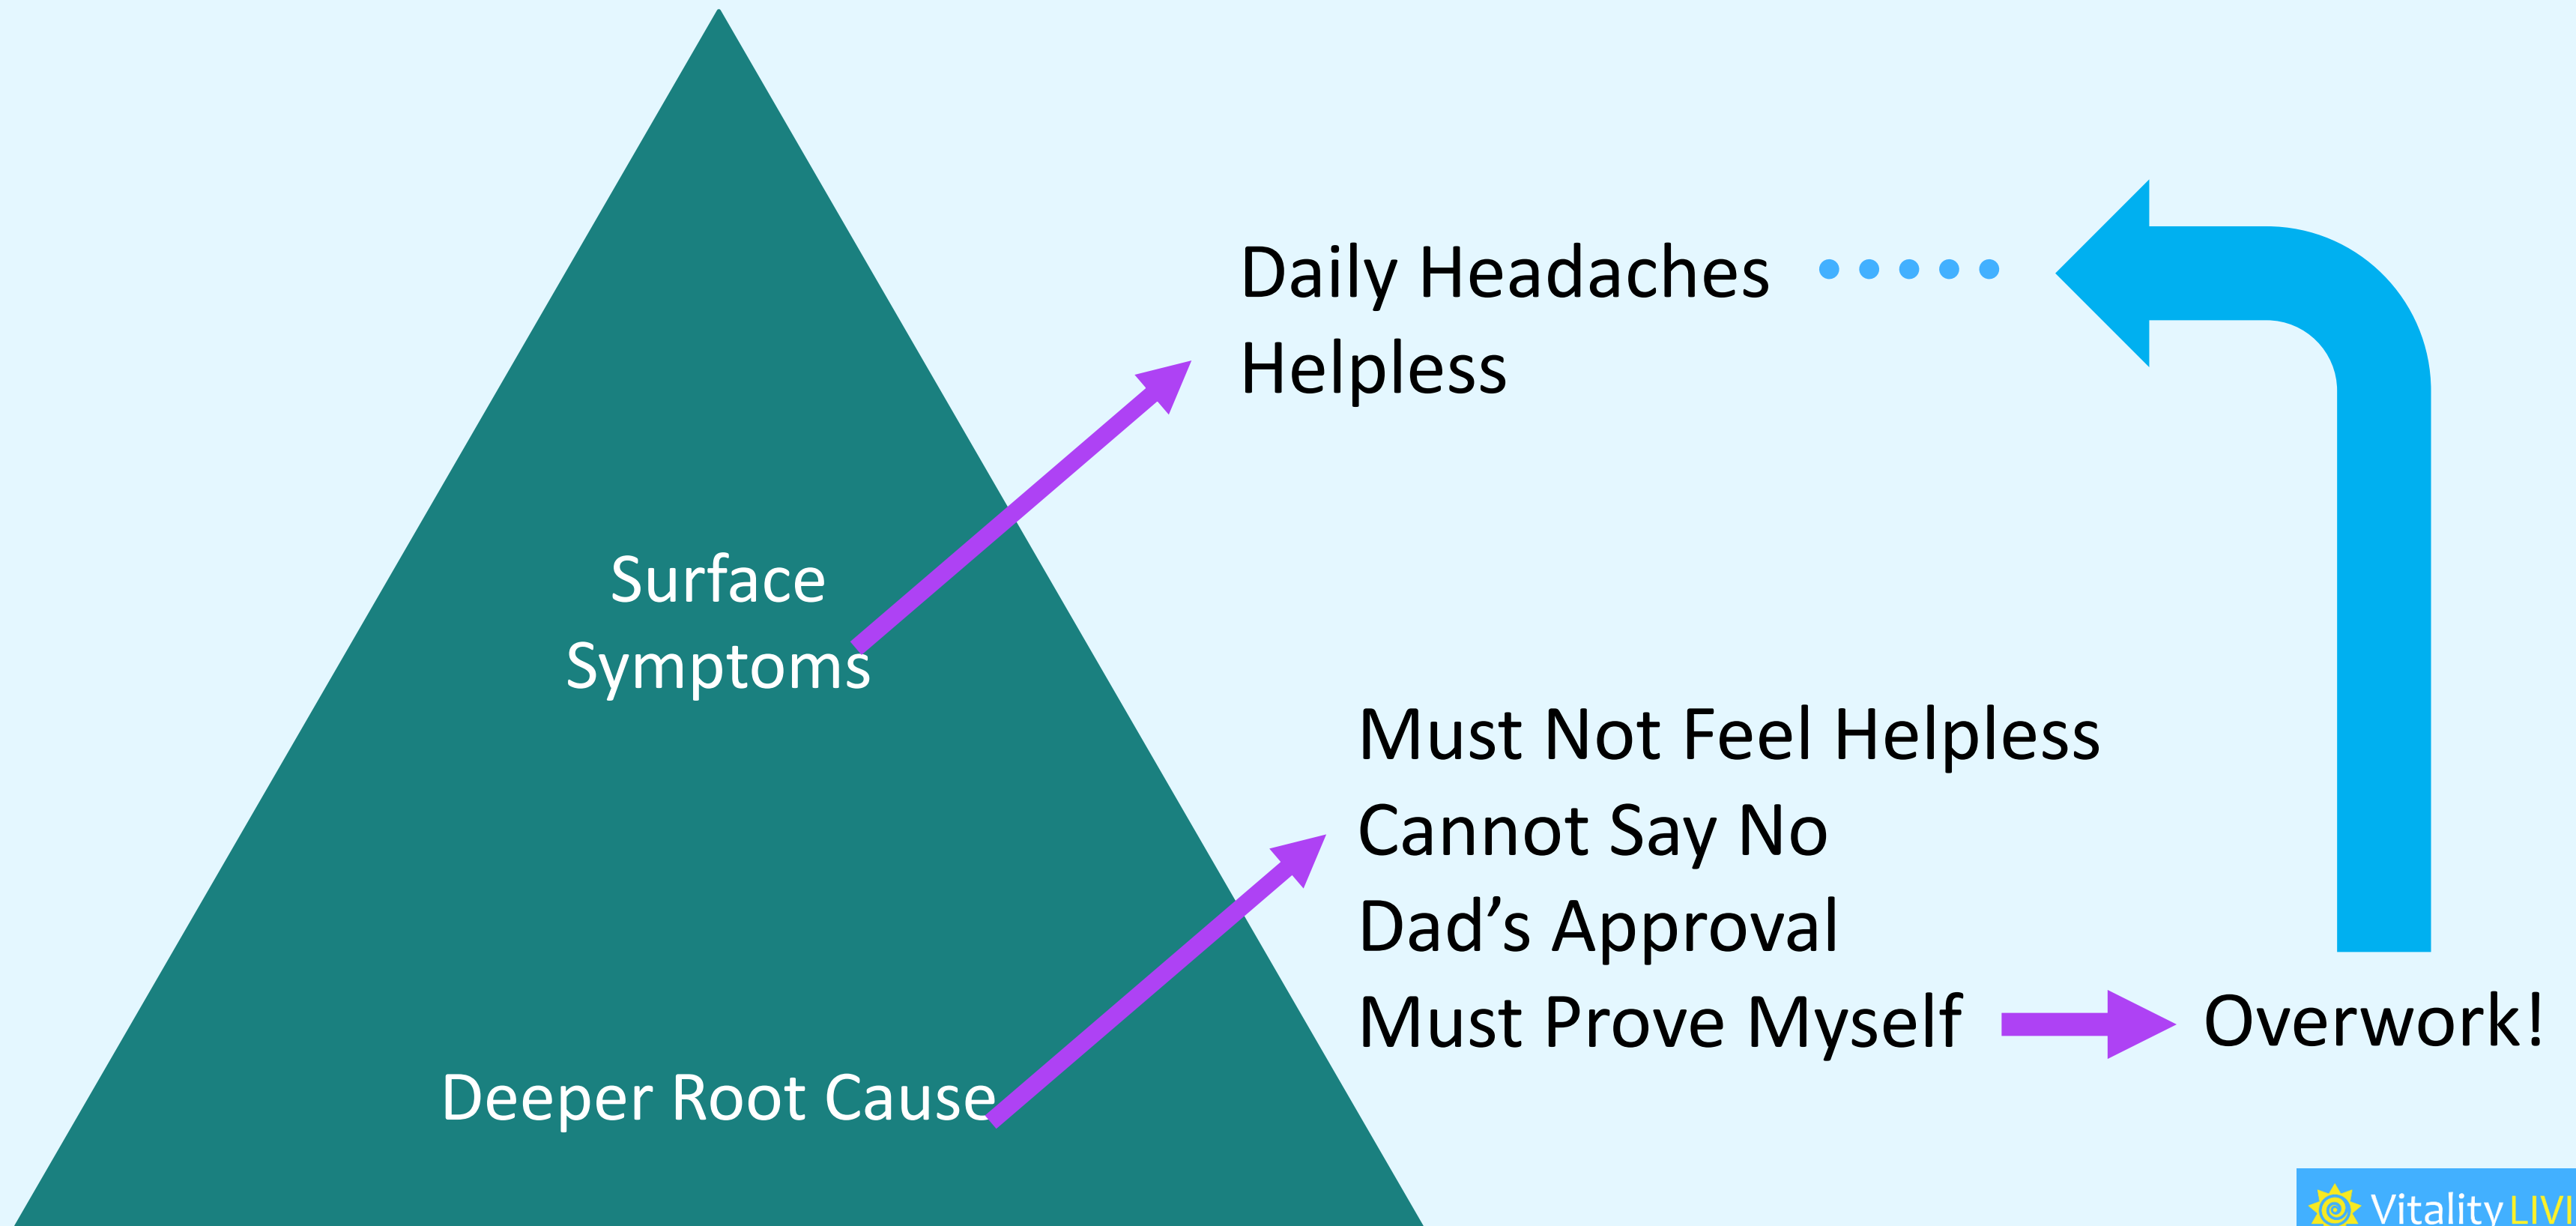 Daily Headaches
Helpless
Surface
Symptoms
Must Not Feel Helpless
Cannot Say No
Dad’s Approval
Must Prove Myself
Overwork!
Deeper Root Cause
Vitality LIVI